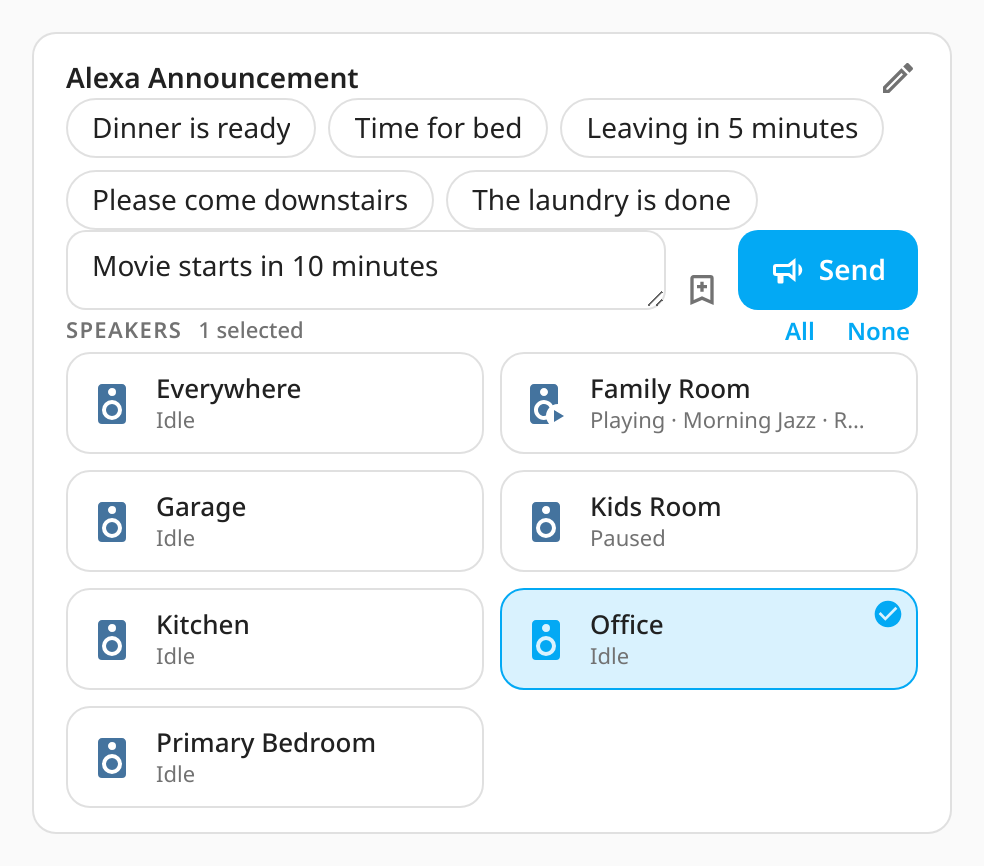 Alexa Announcement
Dinner is ready
Time for bed
Leaving in 5 minutes
Please come downstairs
The laundry is done
Movie starts in 10 minutes
Send
SPEAKERS 1 selected
All None
Everywhere
Idle
Family Room
Playing · Morning Jazz · R...
Garage
Idle
Kids Room
Paused
Kitchen
Idle
Office
Idle
Primary Bedroom
Idle